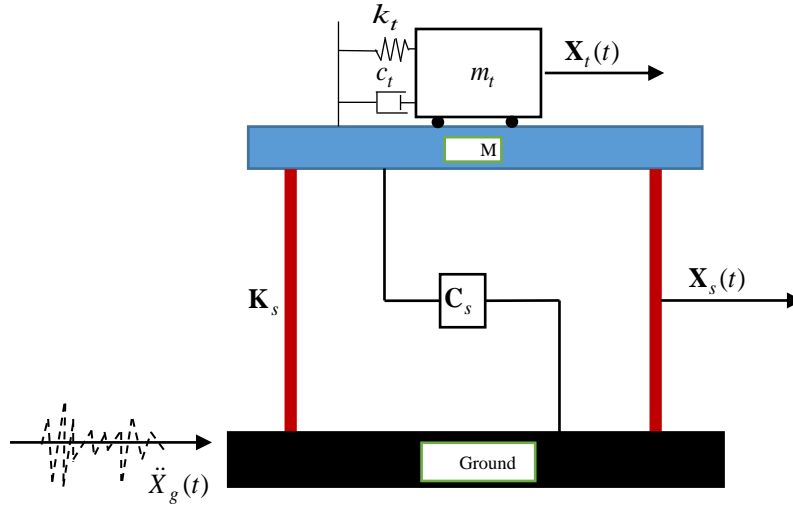 k_t
c_t
m_t
X_t(t)
M
K_s
C_s
X_s(t)
Ẍ_g(t)
Ground